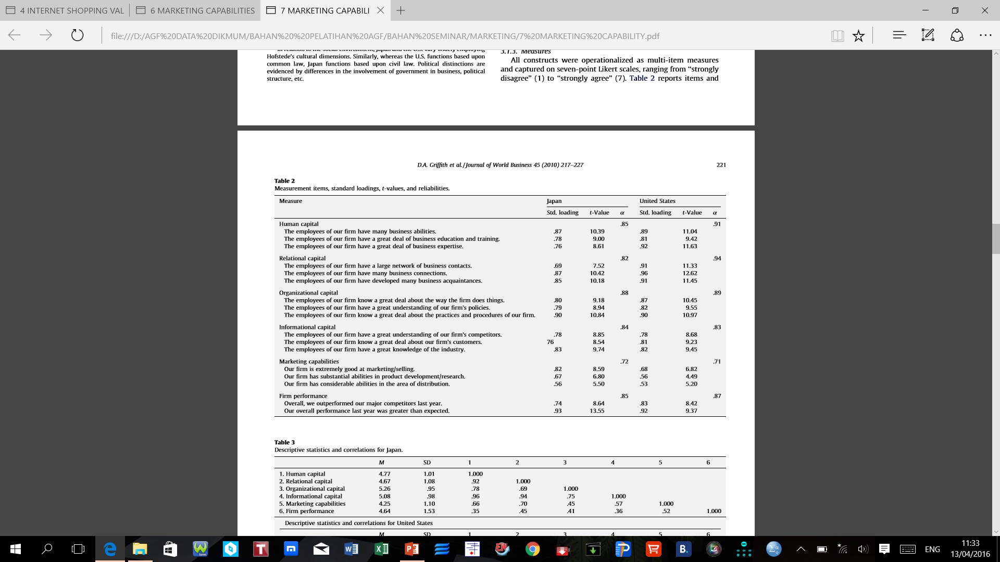 4 INTERNET SHOPPING VAL
6 MARKETING CAPABILITIES
7 MARKETING CAPABILI
file:///D:/AGF%20DATA%20DIKMUM/BAHAN%20%20PELATIHAN%20AGF/BAHAN%20SEMINAR/MARKETING/7%20MARKETING%20CAPABILITY.pdf
Hofstede's cultural dimensions. Similarly, whereas the U.S. functions based upon
common law, Japan functions based upon civil law. Political distinctions are
evidenced by differences in the involvement of government in business, political
structure, etc.
3.1.3. Measures
All constructs were operationalized as multi-item measures
and captured on seven-point Likert scales, ranging from “strongly
disagree” (1) to “strongly agree” (7). Table 2 reports items and
D.A. Griffith et al. / Journal of World Business 45 (2010) 217–227 221
Table 2
Measurement items, standard loadings, t-values, and reliabilities.
Measure Japan United States
Std. loading t-Value α Std. loading t-Value α
Human capital .85 .91
The employees of our firm have many business abilities. .87 10.39 .89 11.04
The employees of our firm have a great deal of business education and training. .78 9.00 .81 9.42
The employees of our firm have a great deal of business expertise. .76 8.61 .92 11.63
Relational capital .82 .94
The employees of our firm have a large network of business contacts. .69 7.52 .91 11.33
The employees of our firm have many business connections. .87 10.42 .96 12.62
The employees of our firm have developed many business acquaintances. .85 10.18 .91 11.45
Organizational capital .88 .89
The employees of our firm know a great deal about the way the firm does things. .80 9.18 .87 10.45
The employees of our firm have a great understanding of our firm's policies. .79 8.94 .82 9.55
The employees of our firm know a great deal about the practices and procedures of our firm. .90 10.84 .90 10.97
Informational capital .84 .83
The employees of our firm have a great understanding of our firm's competitors. .78 8.85 .78 8.68
The employees of our firm know a great deal about our firm's customers. 76 8.54 .81 9.23
The employees of our firm have a great knowledge of the industry. .83 9.74 .82 9.45
Marketing capabilities .72 .71
Our firm is extremely good at marketing/selling. .82 8.59 .68 6.82
Our firm has substantial abilities in product development/research. .67 6.80 .56 4.49
Our firm has considerable abilities in the area of distribution. .56 5.50 .53 5.20
Firm performance .85 .87
Overall, we outperformed our major competitors last year. .74 8.64 .83 8.42
Our overall performance last year was greater than expected. .93 13.55 .92 9.37
Table 3
Descriptive statistics and correlations for Japan.
M SD 1 2 3 4 5 6
1. Human capital 4.77 1.01 1.000
2. Relational capital 4.67 1.08 .92 1.000
3. Organizational capital 5.26 .95 .78 .69 1.000
4. Informational capital 5.08 .98 .96 .94 .75 1.000
5. Marketing capabilities 4.25 1.10 .66 .70 .45 .57 1.000
6. Firm performance 4.64 1.53 .35 .45 .41 .36 .52 1.000
Descriptive statistics and correlations for United States
M SD 1 2 3 4 5 6
ENG
11:33
13/04/2016